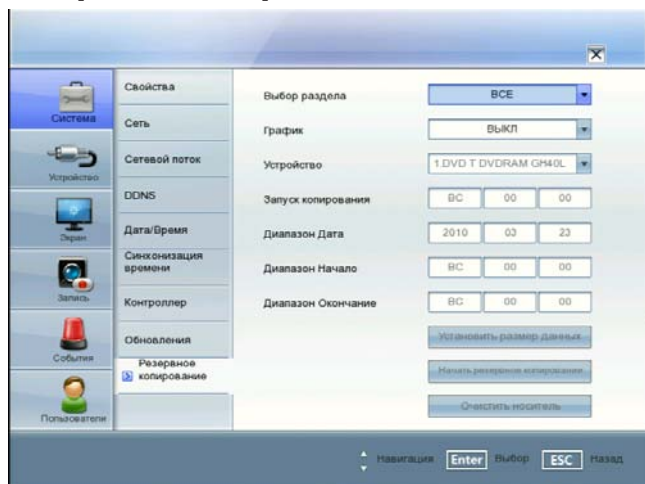 Система
Устройство
Экран
Запись
События
Пользователи
Свойства
Сеть
Сетевой поток
DDNS
Дата/Время
Синхонизация
времени
Контроллер
Обновления
Резервное
копирование
Выбор раздела ВСЕ
График ВЫКЛ
Устройство 1.DVD T DVDRAM GH40L
Запуск копирования ВС 00 00
Диапазон Дата 2010 03 23
Диапазон Начало ВС 00 00
Диапазон Окончание ВС 00 00
Установить размер данных
Начать резервное копирование
Очистить носитель
Навигация Enter Выбор ESC Назад